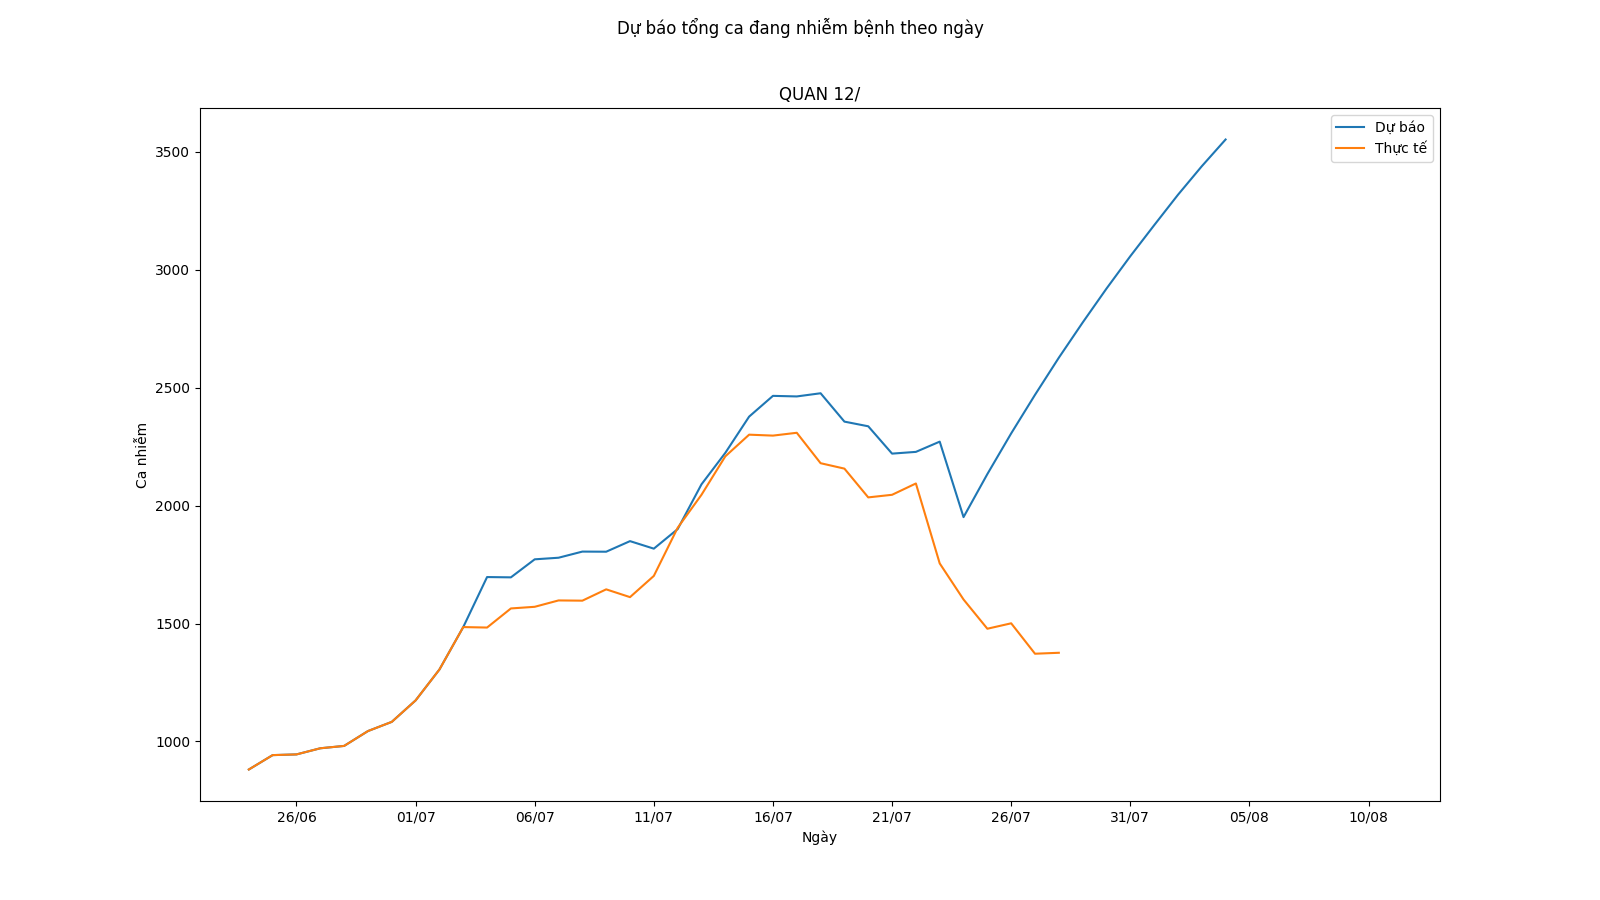 Dự báo tổng ca đang nhiễm bệnh theo ngày
QUAN 12/
Dự báo
Thực tế
3500
3000
2500
2000
1500
1000
Ca nhiễm
26/06
01/07
06/07
11/07
16/07
21/07
26/07
31/07
05/08
10/08
Ngày